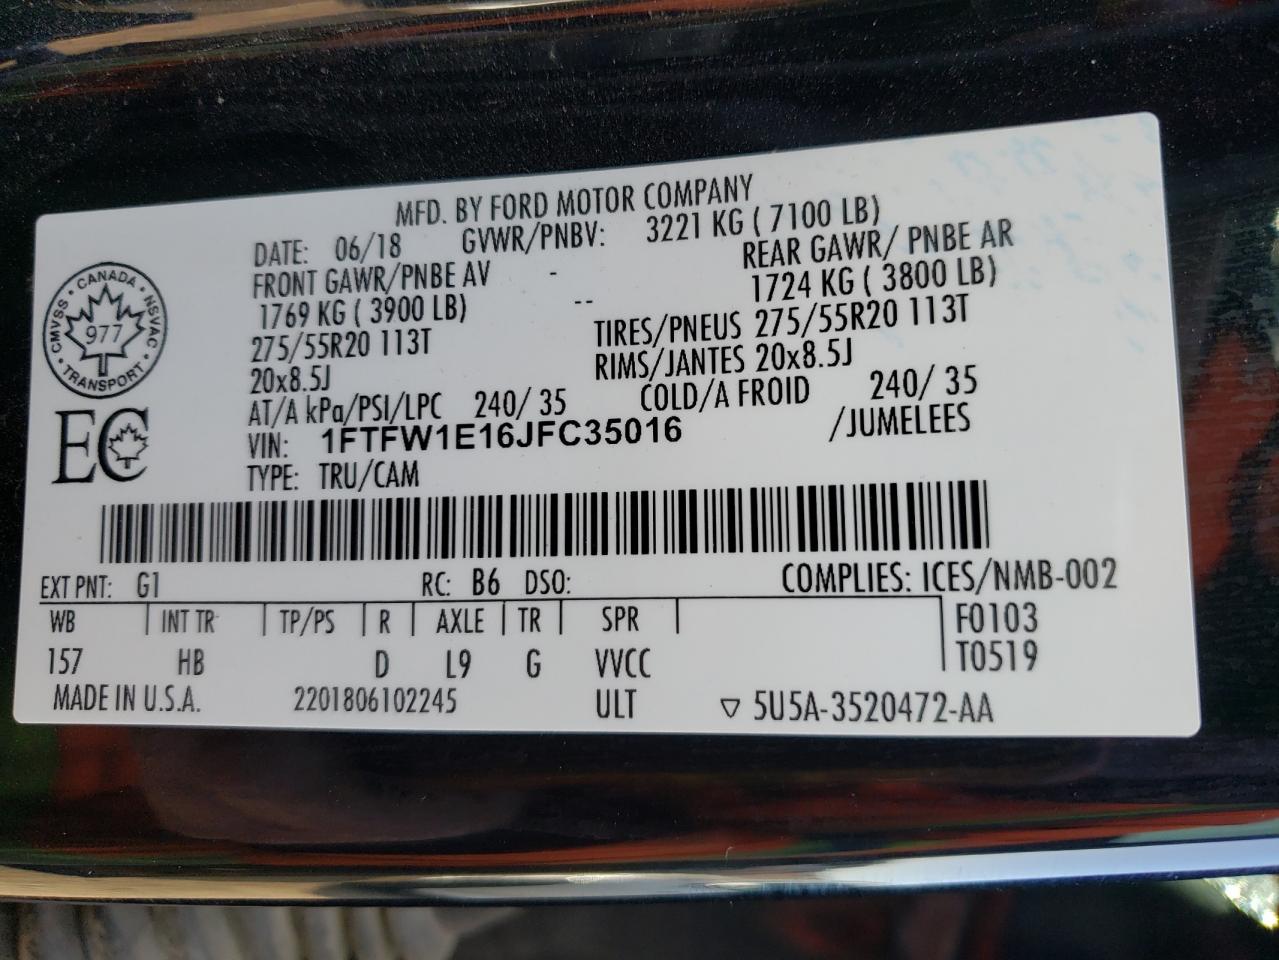 MFD. BY FORD MOTOR COMPANY
DATE: 06/18 GVWR/PNBV: 3221 KG ( 7100 LB)
FRONT GAWR/PNBE AV - REAR GAWR/ PNBE AR
1769 KG ( 3900 LB) -- 1724 KG ( 3800 LB)
275/55R20 113T TIRES/PNEUS 275/55R20 113T
20x8.5J RIMS/JANTES 20x8.5J
AT/A kPa/PSI/LPC 240/ 35 COLD/A FROID 240/ 35
VIN: 1FTFW1E16JFC35016 /JUMELEES
TYPE: TRU/CAM
CANADA
CMVSS 977 NSVAC
TRANSPORT
EC
EXT PNT: G1 RC: B6 DSO: COMPLIES: ICES/NMB-002
WB | INT TR | TP/PS | R | AXLE | TR | SPR | F0103
157 HB D L9 G VVCC T0519
MADE IN U.S.A. 2201806102245 ULT ▽ 5U5A-3520472-AA